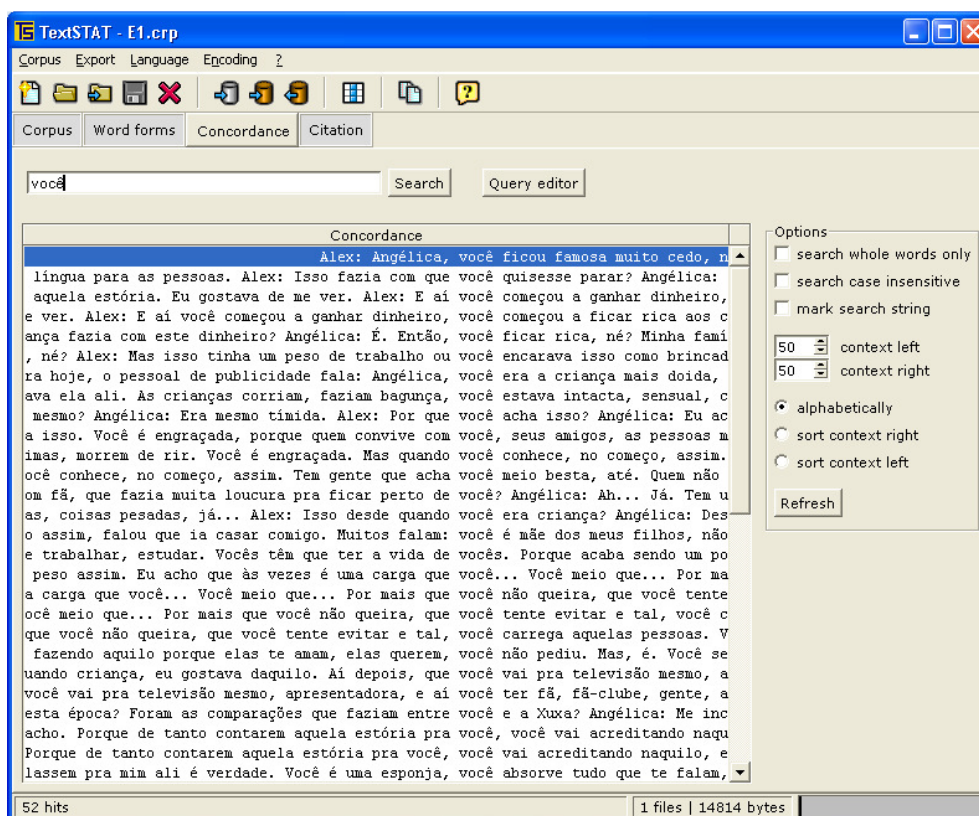 TextSTAT - E1.crp
Corpus Export Language Encoding ?
Corpus Word forms Concordance Citation
você Search Query editor
Concordance
Alex: Angélica, você ficou famosa muito cedo, n
língua para as pessoas. Alex: Isso fazia com que você quisesse parar? Angélica:
aquela estória. Eu gostava de me ver. Alex: E aí você começou a ganhar dinheiro,
e ver. Alex: E aí você começou a ganhar dinheiro, você começou a ficar rica aos c
ança fazia com este dinheiro? Angélica: É. Então, você ficar rica, né? Minha famí
, né? Alex: Mas isso tinha um peso de trabalho ou você encarava isso como brincad
ra hoje, o pessoal de publicidade fala: Angélica, você era a criança mais doida,
ava ela ali. As crianças corriam, faziam bagunça, você estava intacta, sensual, c
mesmo? Angélica: Era mesmo tímida. Alex: Por que você acha isso? Angélica: Eu ac
a isso. Você é engraçada, porque quem convive com você, seus amigos, as pessoas m
imas, morrem de rir. Você é engraçada. Mas quando você conhece, no começo, assim.
ocê conhece, no começo, assim. Tem gente que acha você meio besta, até. Quem não
om fã, que fazia muita loucura pra ficar perto de você? Angélica: Ah... Já. Tem u
as, coisas pesadas, já... Alex: Isso desde quando você era criança? Angélica: Des
o assim, falou que ia casar comigo. Muitos falam: você é mãe dos meus filhos, não
e trabalhar, estudar. Vocês têm que ter a vida de vocês. Porque acaba sendo um po
peso assim. Eu acho que às vezes é uma carga que você... Você meio que... Por ma
a carga que você... Você meio que... Por mais que você não queira, que você tente
ocê meio que... Por mais que você não queira, que você tente evitar e tal, você c
que você não queira, que você tente evitar e tal, você carrega aquelas pessoas. V
fazendo aquilo porque elas te amam, elas querem, você não pediu. Mas, é. Você se
uando criança, eu gostava daquilo. Aí depois, que você vai pra televisão mesmo, a
você vai pra televisão mesmo, apresentadora, e aí você ter fã, fã-clube, gente, a
esta época? Foram as comparações que faziam entre você e a Xuxa? Angélica: Me inc
acho. Porque de tanto contarem aquela estória pra você, você vai acreditando naqu
Porque de tanto contarem aquela estória pra você, você vai acreditando naquilo, e
lassem pra mim ali é verdade. Você é uma esponja, você absorve tudo que te falam,
Options
search whole words only
search case insensitive
mark search string
50 context left
50 context right
alphabetically
sort context right
sort context left
Refresh
52 hits 1 files | 14814 bytes